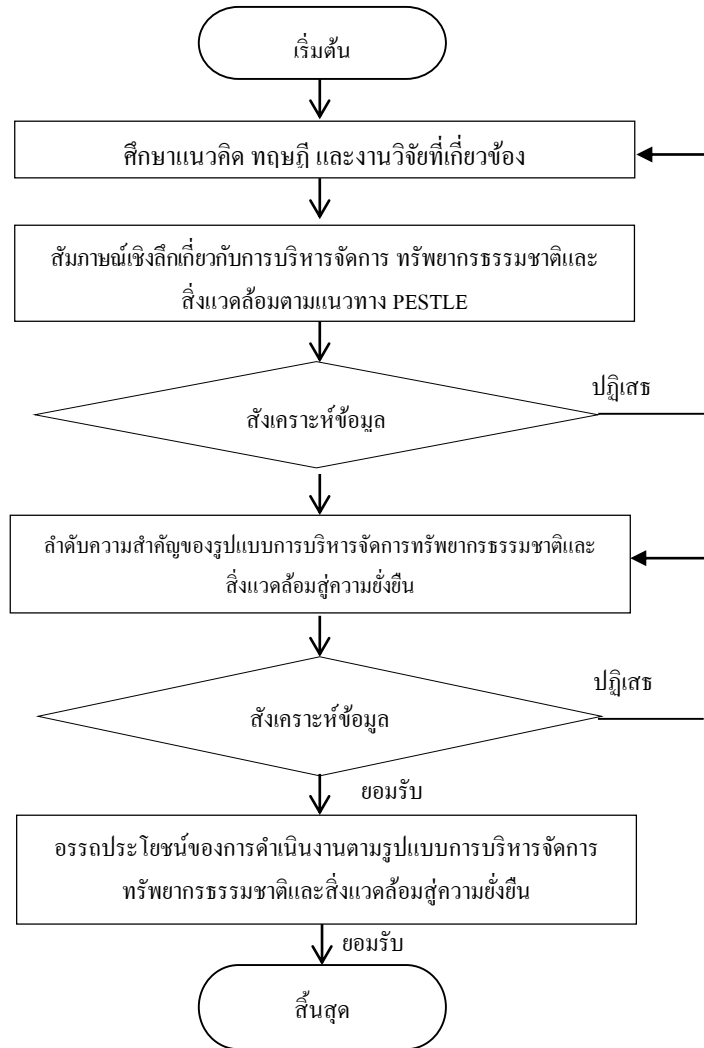 เริ่มต้น
ศึกษาแนวคิด ทฤษฎี และงานวิจัยที่เกี่ยวข้อง
สัมภาษณ์เชิงลึกเกี่ยวกับการบริหารจัดการ ทรัพยากรธรรมชาติและ
สิ่งแวดล้อมตามแนวทาง PESTLE
ปฏิเสธ
สังเคราะห์ข้อมูล
ลำดับความสำคัญของรูปแบบการบริหารจัดการทรัพยากรธรรมชาติและ
สิ่งแวดล้อมสู่ความยั่งยืน
ปฏิเสธ
สังเคราะห์ข้อมูล
ยอมรับ
อรรถประโยชน์ของการดำเนินงานตามรูปแบบการบริหารจัดการ
ทรัพยากรธรรมชาติและสิ่งแวดล้อมสู่ความยั่งยืน
ยอมรับ
สิ้นสุด